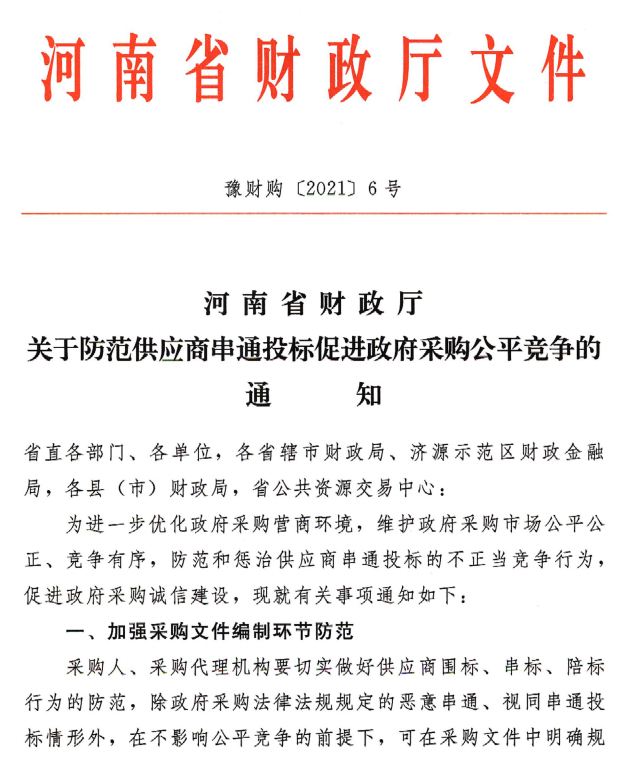 河南省财政厅文件
豫财购〔2021〕6号
河南省财政厅
关于防范供应商串通投标促进政府采购公平竞争的
通知
省直各部门、各单位，各省辖市财政局、济源示范区财政金融
局，各县（市）财政局，省公共资源交易中心：
为进一步优化政府采购营商环境，维护政府采购市场公平公
正、竞争有序，防范和惩治供应商串通投标的不正当竞争行为，
促进政府采购诚信建设，现就有关事项通知如下：
一、加强采购文件编制环节防范
采购人、采购代理机构要切实做好供应商围标、串标、陪标
行为的防范，除政府采购法律法规规定的恶意串通、视同串通投
标情形外，在不影响公平竞争的前提下，可在采购文件中明确规